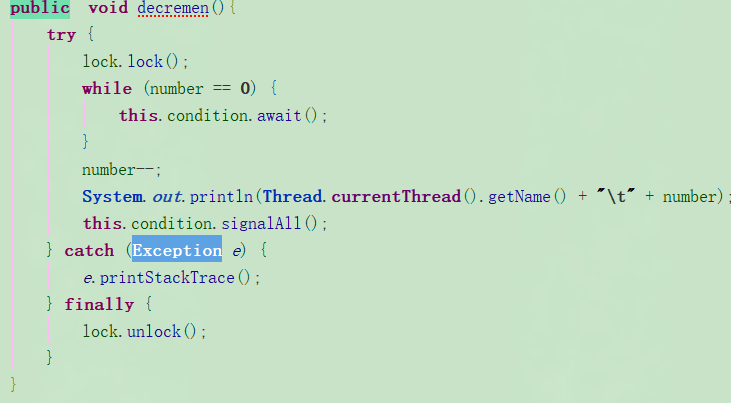 public  void decremen(){
    try {
        lock.lock();
        while (number == 0) {
            this.condition.await();
        }
        number--;
        System.out.println(Thread.currentThread().getName() + "\t" + number);
        this.condition.signalAll();
    } catch (Exception e) {
        e.printStackTrace();
    } finally {
        lock.unlock();
    }
}